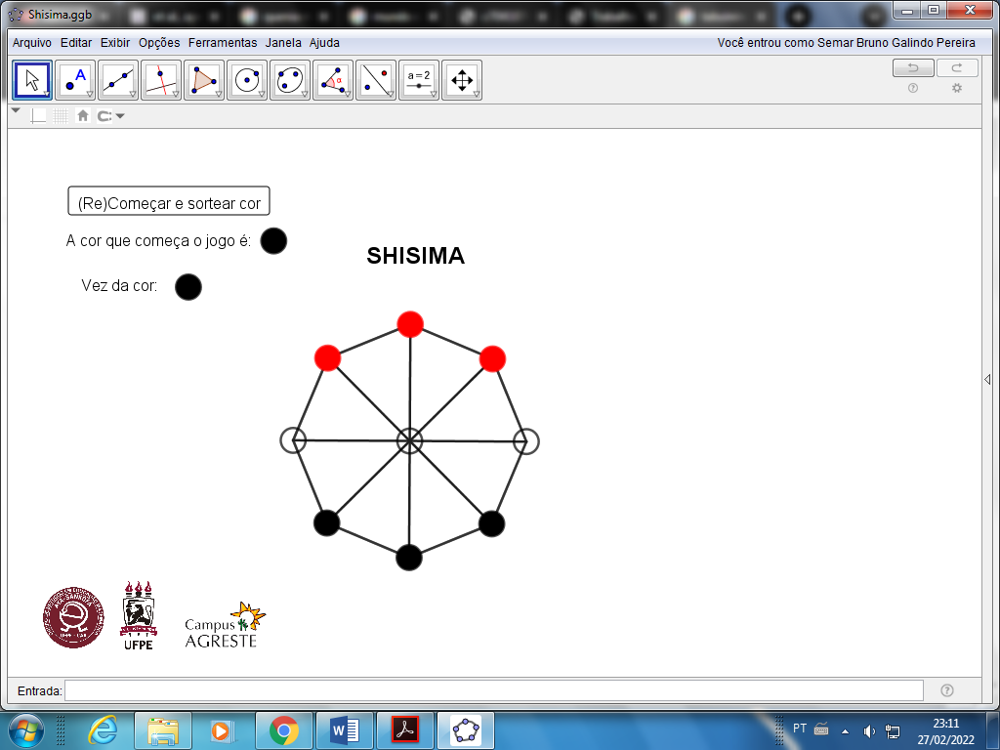 Shisima.ggb
Arquivo Editar Exibir Opções Ferramentas Janela Ajuda
Você entrou como Semar Bruno Galindo Pereira
A
α
a = 2
(Re)Começar e sortear cor
A cor que começa o jogo é:
SHISIMA
Vez da cor:
UFPE
Campus
AGRESTE
Entrada:
PT
23:11
27/02/2022